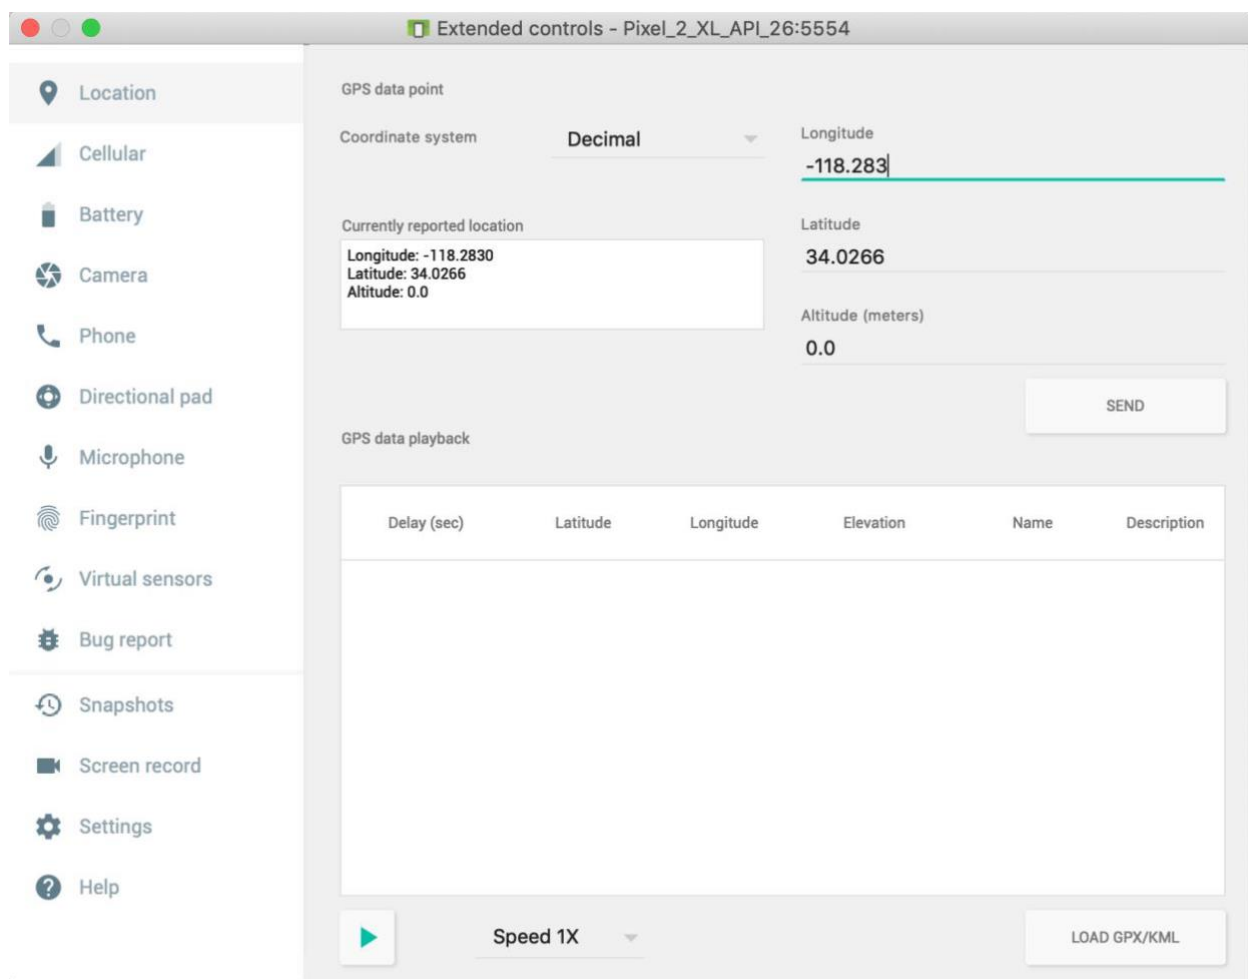 Extended controls - Pixel_2_XL_API_26:5554
Location
Cellular
Battery
Camera
Phone
Directional pad
Microphone
Fingerprint
Virtual sensors
Bug report
Snapshots
Screen record
Settings
Help
GPS data point
Coordinate system
Decimal
Longitude
-118.283
Currently reported location
Longitude: -118.2830
Latitude: 34.0266
Altitude: 0.0
Latitude
34.0266
Altitude (meters)
0.0
SEND
GPS data playback
Delay (sec) Latitude Longitude Elevation Name Description
Speed 1X
LOAD GPX/KML